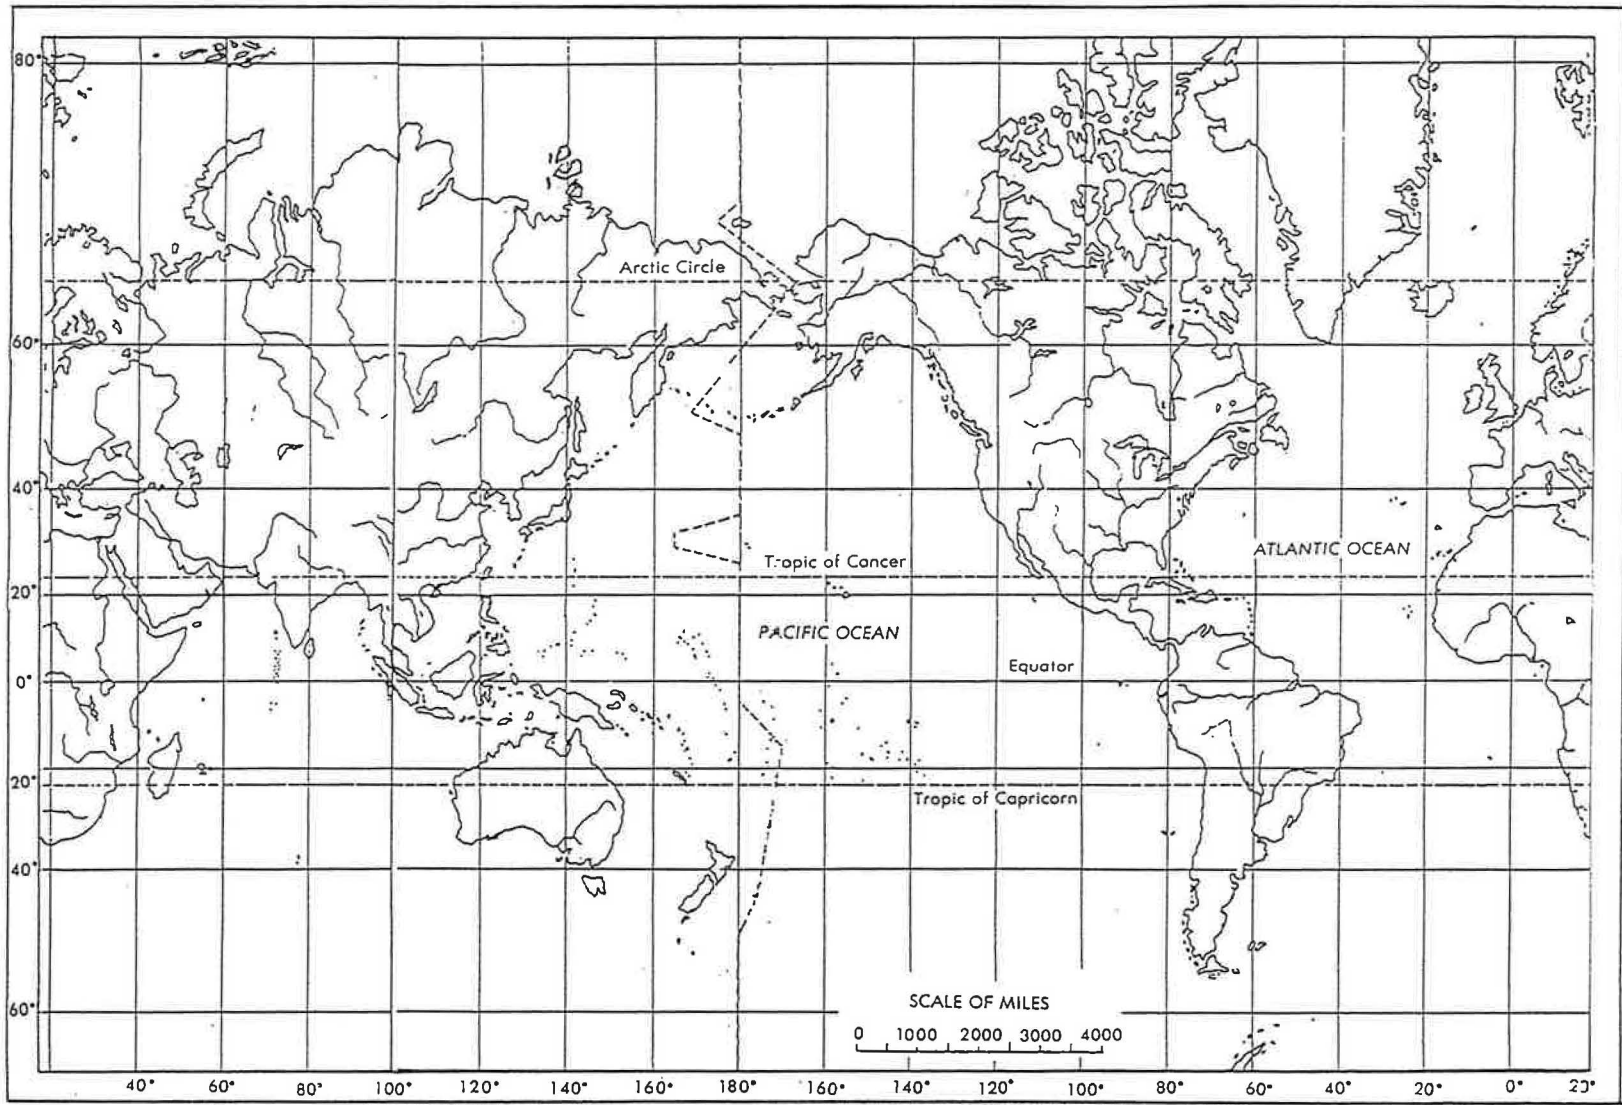 80°
Arctic Circle
60°
40°
ATLANTIC OCEAN
Tropic of Cancer
20°
PACIFIC OCEAN
Equator
0°
20°
Tropic of Capricorn
40°
SCALE OF MILES
60°
0 1000 2000 3000 4000
40° 60° 80° 100° 120° 140° 160° 180° 160° 140° 120° 100° 80° 60° 40° 20° 0° 20°